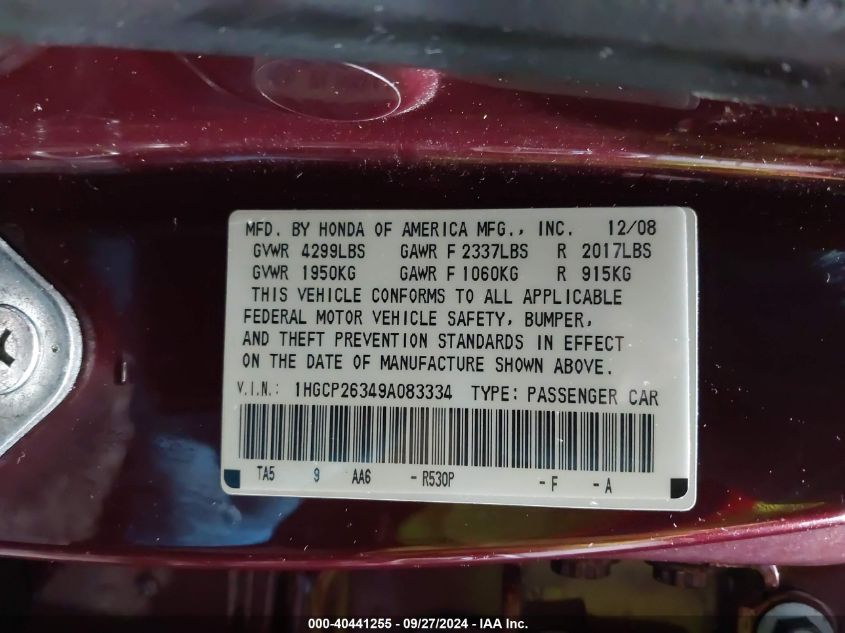 MFD. BY HONDA OF AMERICA MFG., INC. 12/08
GVWR 4299LBS GAWR F 2337LBS R 2017LBS
GVWR 1950KG GAWR F 1060KG R 915KG
THIS VEHICLE CONFORMS TO ALL APPLICABLE
FEDERAL MOTOR VEHICLE SAFETY, BUMPER,
AND THEFT PREVENTION STANDARDS IN EFFECT
ON THE DATE OF MANUFACTURE SHOWN ABOVE.
V.I.N.: 1HGCP26349A083334 TYPE: PASSENGER CAR
TA5 9 AA6 - R530P - F - A
000-40441255 - 09/27/2024 - IAA Inc.